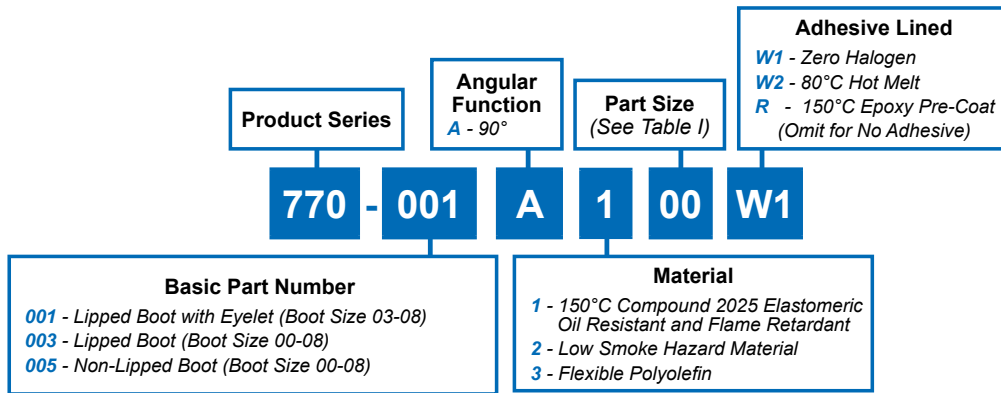 Adhesive Lined
W1 - Zero Halogen
W2 - 80°C Hot Melt
R - 150°C Epoxy Pre-Coat
(Omit for No Adhesive)
Angular
Function
A - 90°
Part Size
(See Table I)
Product Series
770 - 001 A 1 00 W1
Basic Part Number
001 - Lipped Boot with Eyelet (Boot Size 03-08)
003 - Lipped Boot (Boot Size 00-08)
005 - Non-Lipped Boot (Boot Size 00-08)
Material
1 - 150°C Compound 2025 Elastomeric
Oil Resistant and Flame Retardant
2 - Low Smoke Hazard Material
3 - Flexible Polyolefin